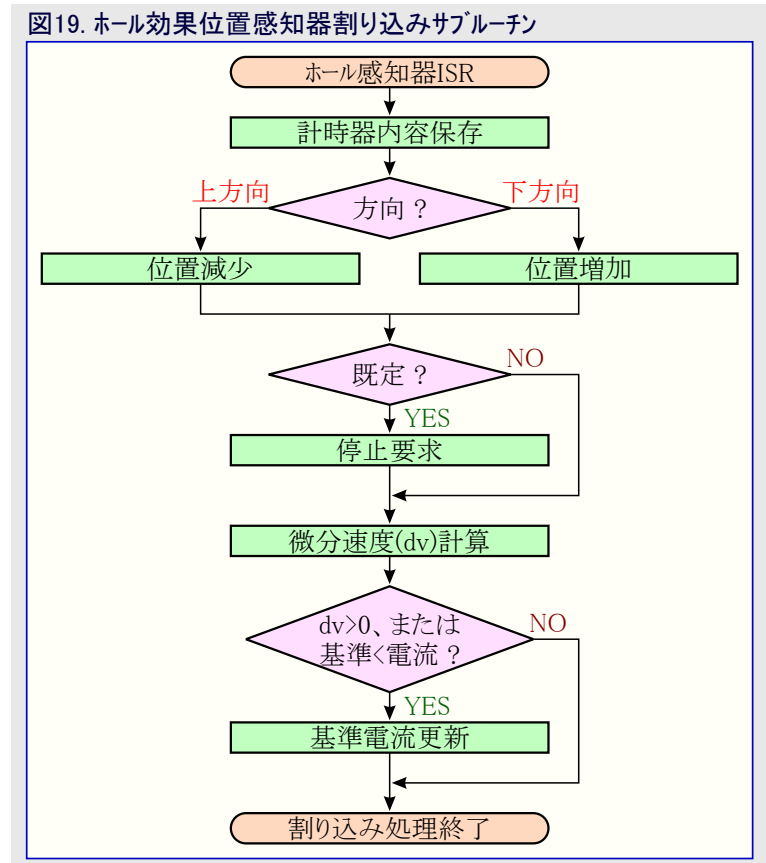 図19. ホール効果位置感知器割り込みサブルーチン
ホール感知器ISR
計時器内容保存
上方向
方向 ?
下方向
位置減少
位置増加
既定 ?
NO
YES
停止要求
微分速度(dv)計算
dv>0、または
基準<電流 ?
NO
YES
基準電流更新
割り込み処理終了